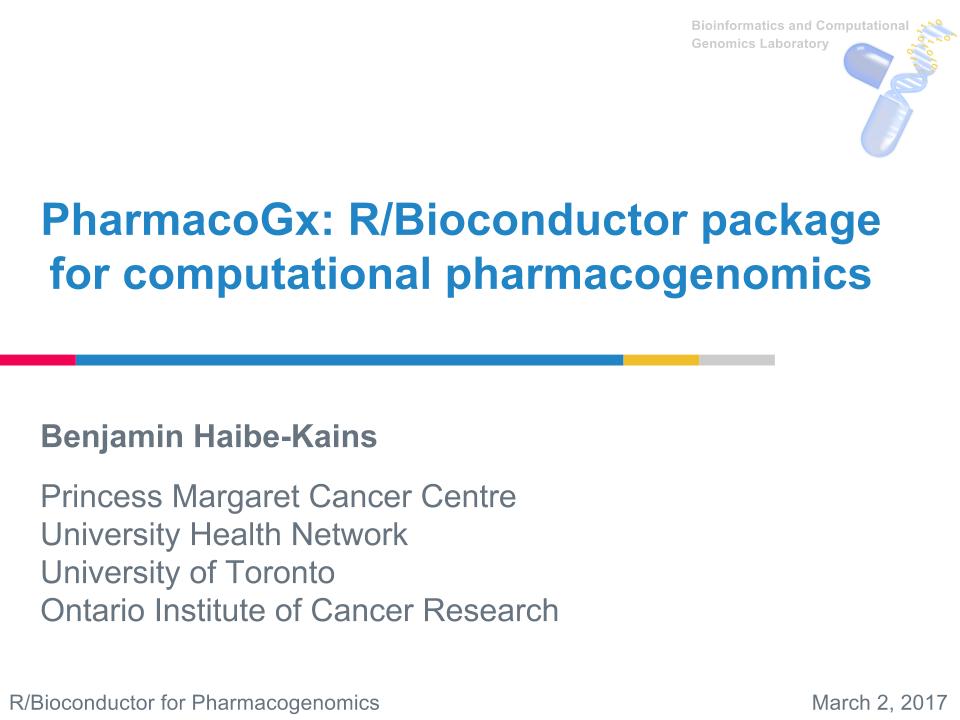 Bioinformatics and Computational
Genomics Laboratory
PharmacoGx: R/Bioconductor package
for computational pharmacogenomics
Benjamin Haibe-Kains
Princess Margaret Cancer Centre
University Health Network
University of Toronto
Ontario Institute of Cancer Research
R/Bioconductor for Pharmacogenomics
March 2, 2017